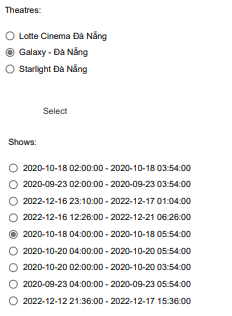 Theatres:
Lotte Cinema Đà Nẵng
Galaxy - Đà Nẵng
Starlight Đà Nẵng
Select
Shows:
2020-10-18 02:00:00 - 2020-10-18 03:54:00
2020-09-23 02:00:00 - 2020-09-23 03:54:00
2022-12-16 23:10:00 - 2022-12-17 01:04:00
2022-12-16 12:26:00 - 2022-12-21 06:26:00
2020-10-18 04:00:00 - 2020-10-18 05:54:00
2020-10-20 04:00:00 - 2020-10-20 05:54:00
2020-10-20 02:00:00 - 2020-10-20 03:54:00
2020-09-23 04:00:00 - 2020-09-23 05:54:00
2022-12-12 21:36:00 - 2022-12-17 15:36:00